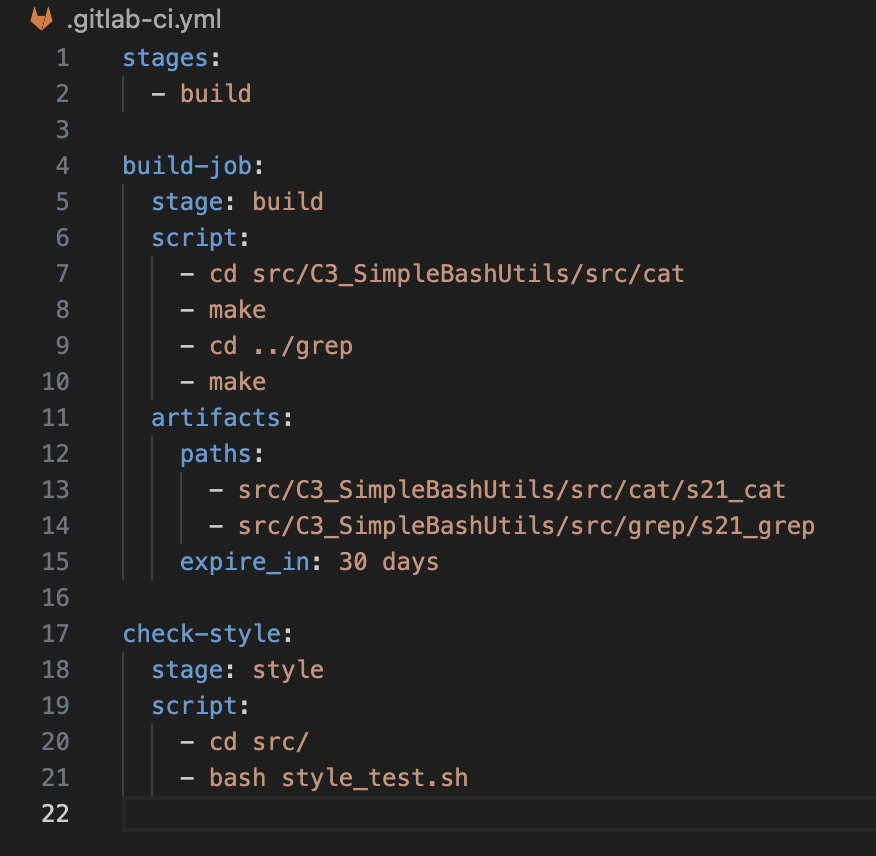 .gitlab-ci.yml
1 stages:
2 - build
3
4 build-job:
5 stage: build
6 script:
7 - cd src/C3_SimpleBashUtils/src/cat
8 - make
9 - cd ../grep
10 - make
11 artifacts:
12 paths:
13 - src/C3_SimpleBashUtils/src/cat/s21_cat
14 - src/C3_SimpleBashUtils/src/grep/s21_grep
15 expire_in: 30 days
16
17 check-style:
18 stage: style
19 script:
20 - cd src/
21 - bash style_test.sh
22